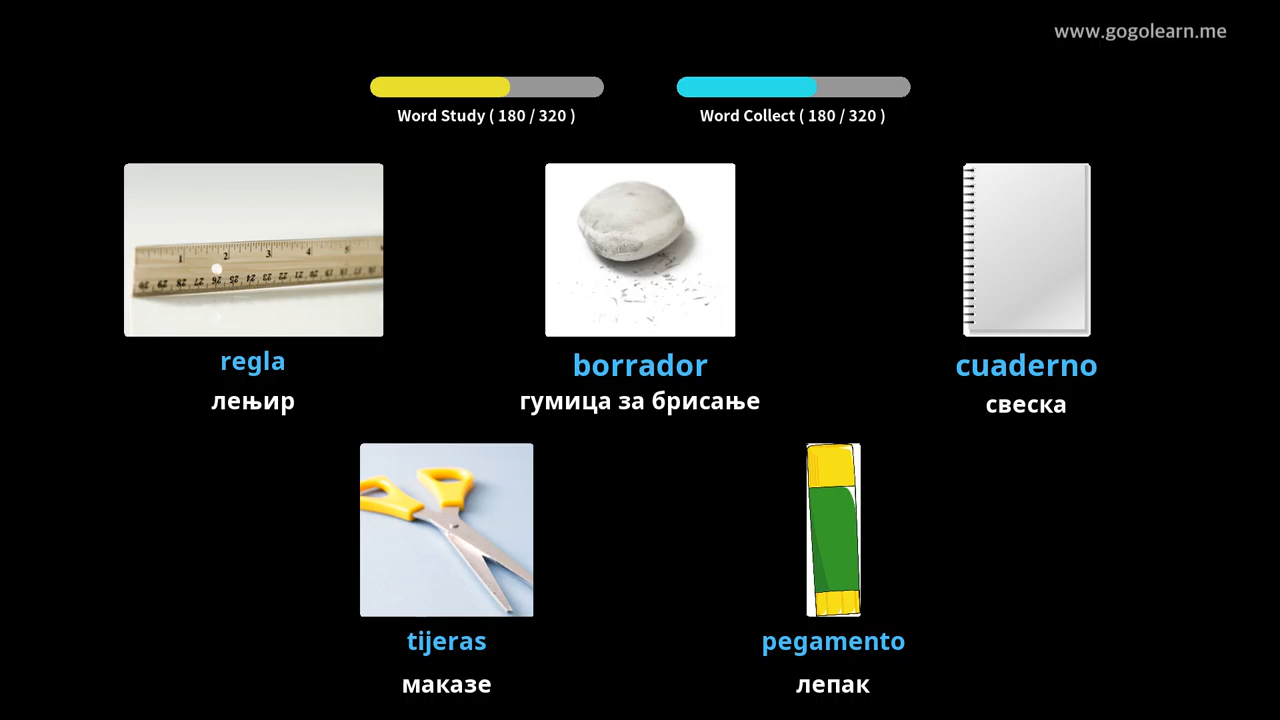 www.gogolearn.me
Word Study ( 180 / 320 )
Word Collect ( 180 / 320 )
regla
лењир
borrador
гумица за брисање
cuaderno
свеска
tijeras
маказе
pegamento
лепак